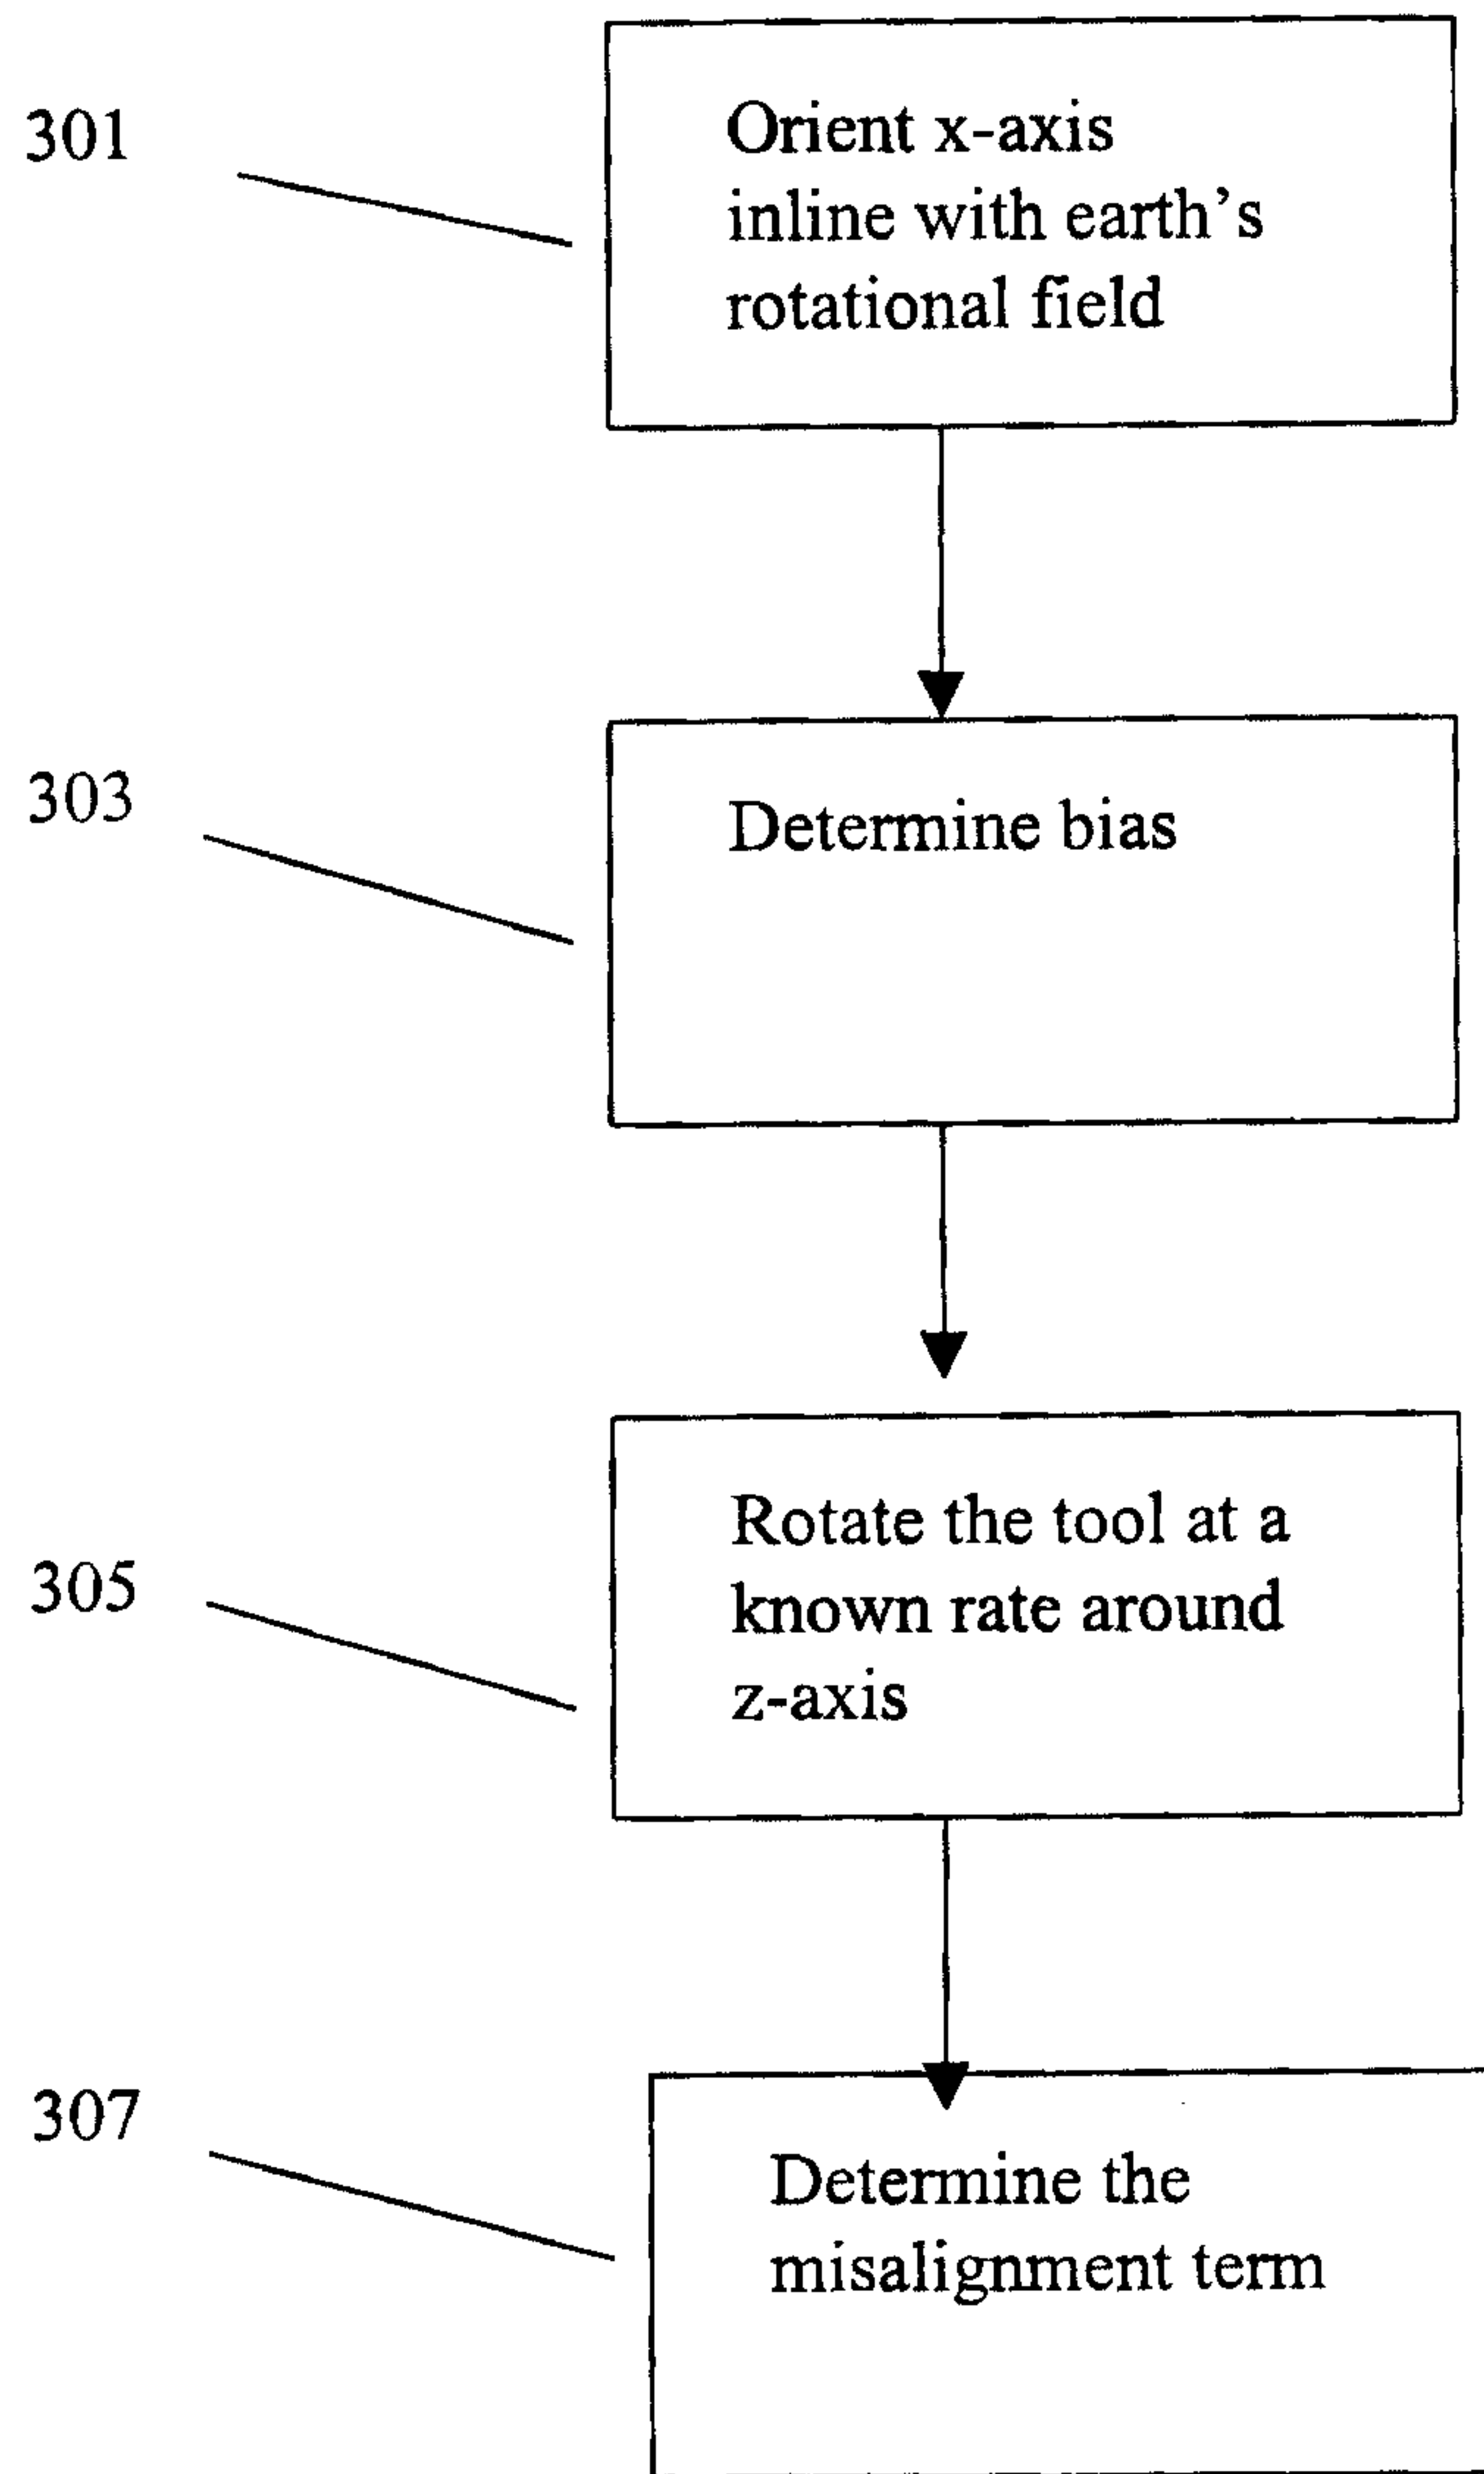 301
Orient x-axis
inline with earth’s
rotational field
303
Determine bias
305
Rotate the tool at a
known rate around
z-axis
307
Determine the
misalignment term